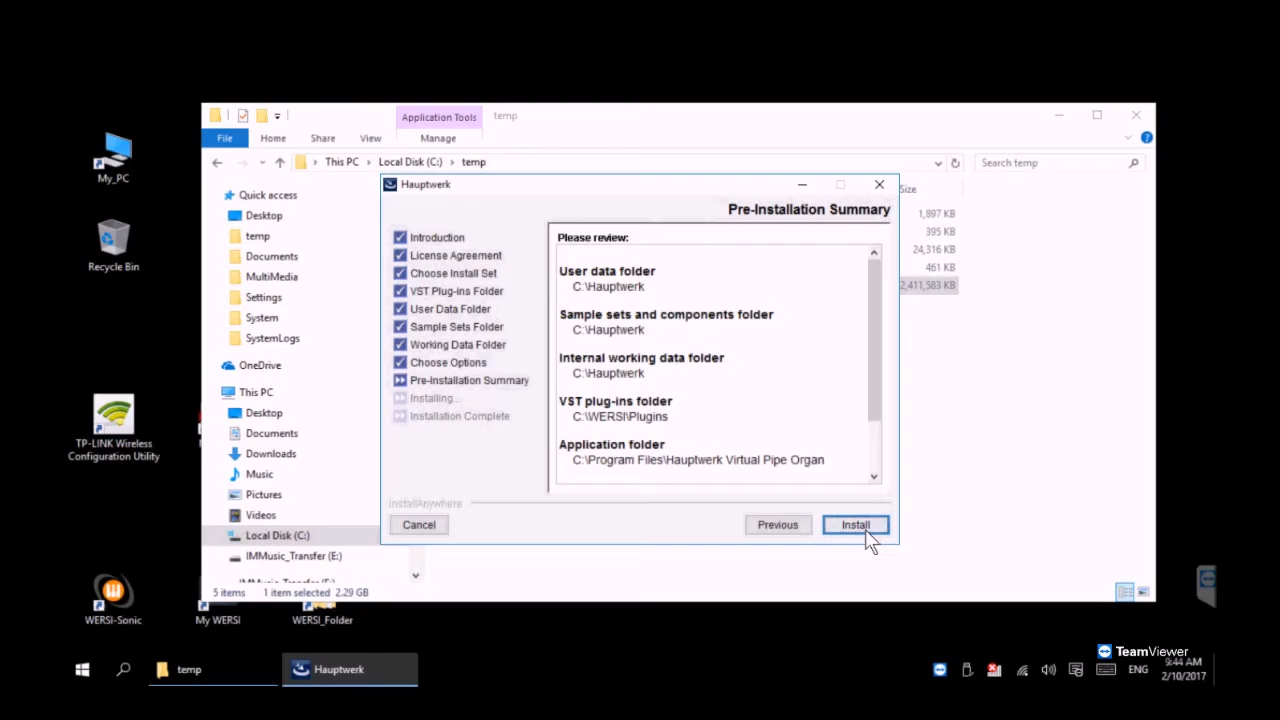 My_PC
Recycle Bin
TP-LINK Wireless
Configuration Utility
WERSI-Sonic
My WERSI
WERSI_Folder
Application Tools
temp
File
Home
Share
View
Manage
This PC
Local Disk (C:)
temp
Search temp
Quick access
Desktop
temp
Documents
MultiMedia
Settings
System
SystemLogs
OneDrive
This PC
Desktop
Documents
Downloads
Music
Pictures
Videos
Local Disk (C:)
IMMusic_Transfer (E:)
IMMusic_Transfer (E:)
Size
1,897 KB
395 KB
24,316 KB
461 KB
2,411,583 KB
5 items
1 item selected 2.29 GB
Hauptwerk
Pre-Installation Summary
Introduction
License Agreement
Choose Install Set
VST Plug-ins Folder
User Data Folder
Sample Sets Folder
Working Data Folder
Choose Options
Pre-Installation Summary
Installing...
Installation Complete
Please review:
User data folder
C:\Hauptwerk
Sample sets and components folder
C:\Hauptwerk
Internal working data folder
C:\Hauptwerk
VST plug-ins folder
C:\WERSI\Plugins
Application folder
C:\Program Files\Hauptwerk Virtual Pipe Organ
InstallAnywhere
Cancel
Previous
Install
temp
Hauptwerk
TeamViewer
ENG
9:44 AM
2/10/2017